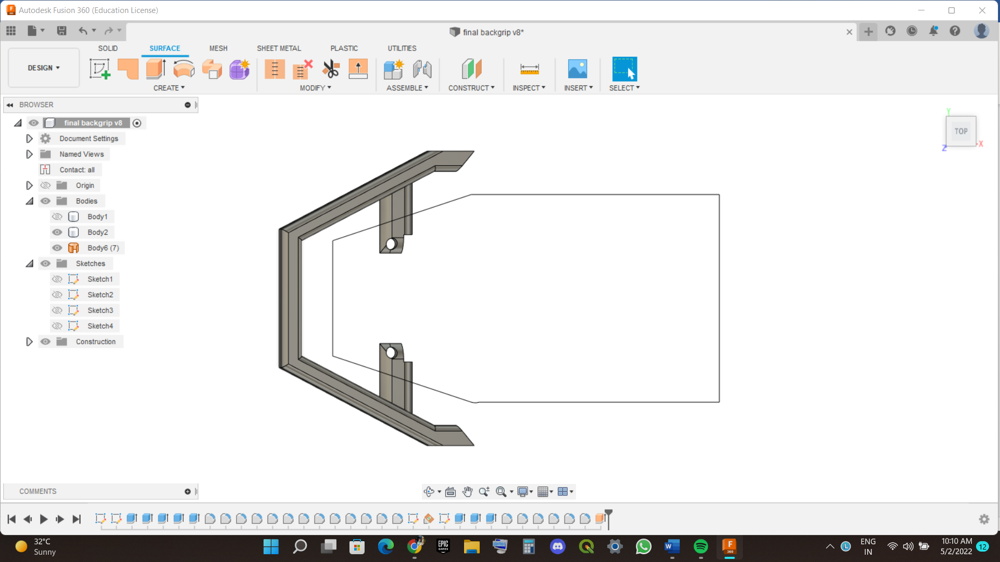 Autodesk Fusion 360 (Education License)
final backgrip v8*
SOLID SURFACE MESH SHEET METAL PLASTIC UTILITIES
DESIGN
CREATE MODIFY ASSEMBLE CONSTRUCT INSPECT INSERT SELECT
BROWSER
final backgrip v8
Document Settings
Named Views
Contact: all
Origin
Bodies
Body1
Body2
Body6 (7)
Sketches
Sketch1
Sketch2
Sketch3
Sketch4
Construction
Y
TOP
X
Z
COMMENTS
32°C
Sunny
EPIC
GAMES
W
F
360
L
ENG
IN
10:10 AM
5/2/2022
12